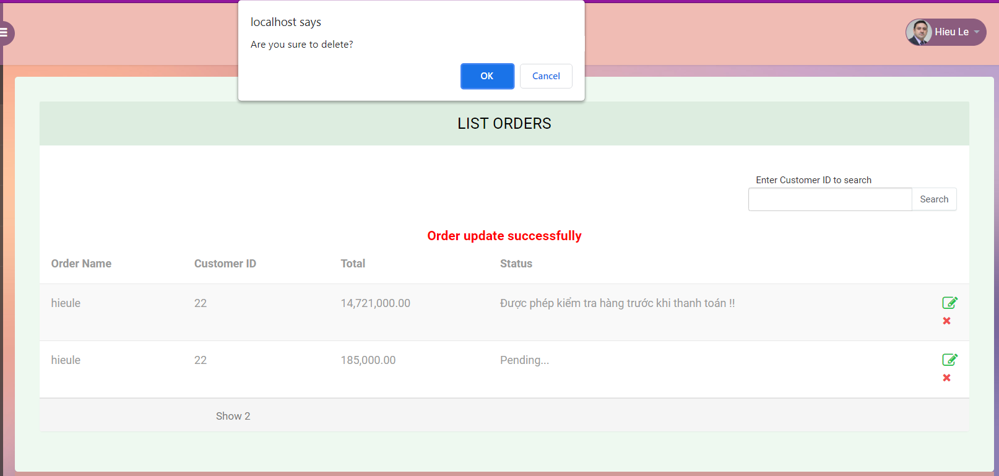 localhost says
Are you sure to delete?
OK Cancel
Hieu Le
LIST ORDERS
Enter Customer ID to search
Search
Order update successfully
Order Name Customer ID Total Status
hieule 22 14,721,000.00 Được phép kiểm tra hàng trước khi thanh toán !!
hieule 22 185,000.00 Pending...
Show 2